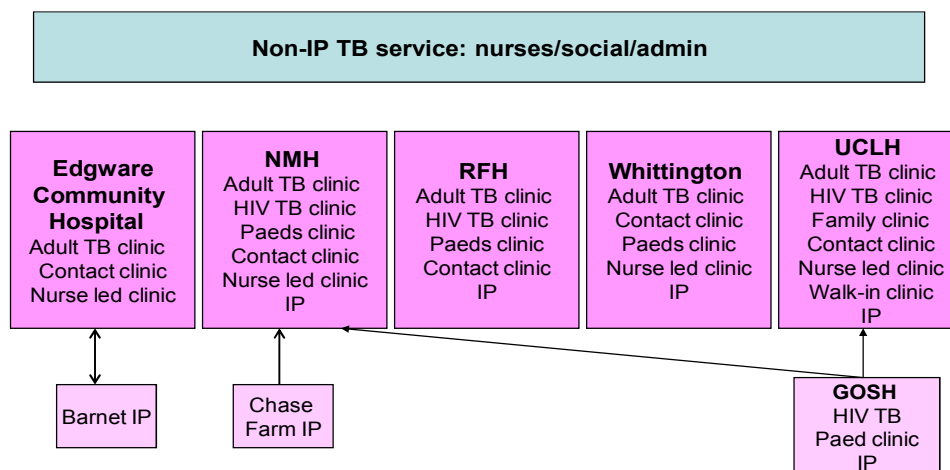 Non-IP TB service: nurses/social/admin
Edgware
Community
Hospital
Adult TB clinic
Contact clinic
Nurse led clinic
NMH
Adult TB clinic
HIV TB clinic
Paeds clinic
Contact clinic
Nurse led clinic
IP
RFH
Adult TB clinic
HIV TB clinic
Paeds clinic
Contact clinic
IP
Whittington
Adult TB clinic
Contact clinic
Paeds clinic
Nurse led clinic
IP
UCLH
Adult TB clinic
HIV TB clinic
Family clinic
Contact clinic
Nurse led clinic
Walk-in clinic
IP
Barnet IP
Chase
Farm IP
GOSH
HIV TB
Paed clinic
IP